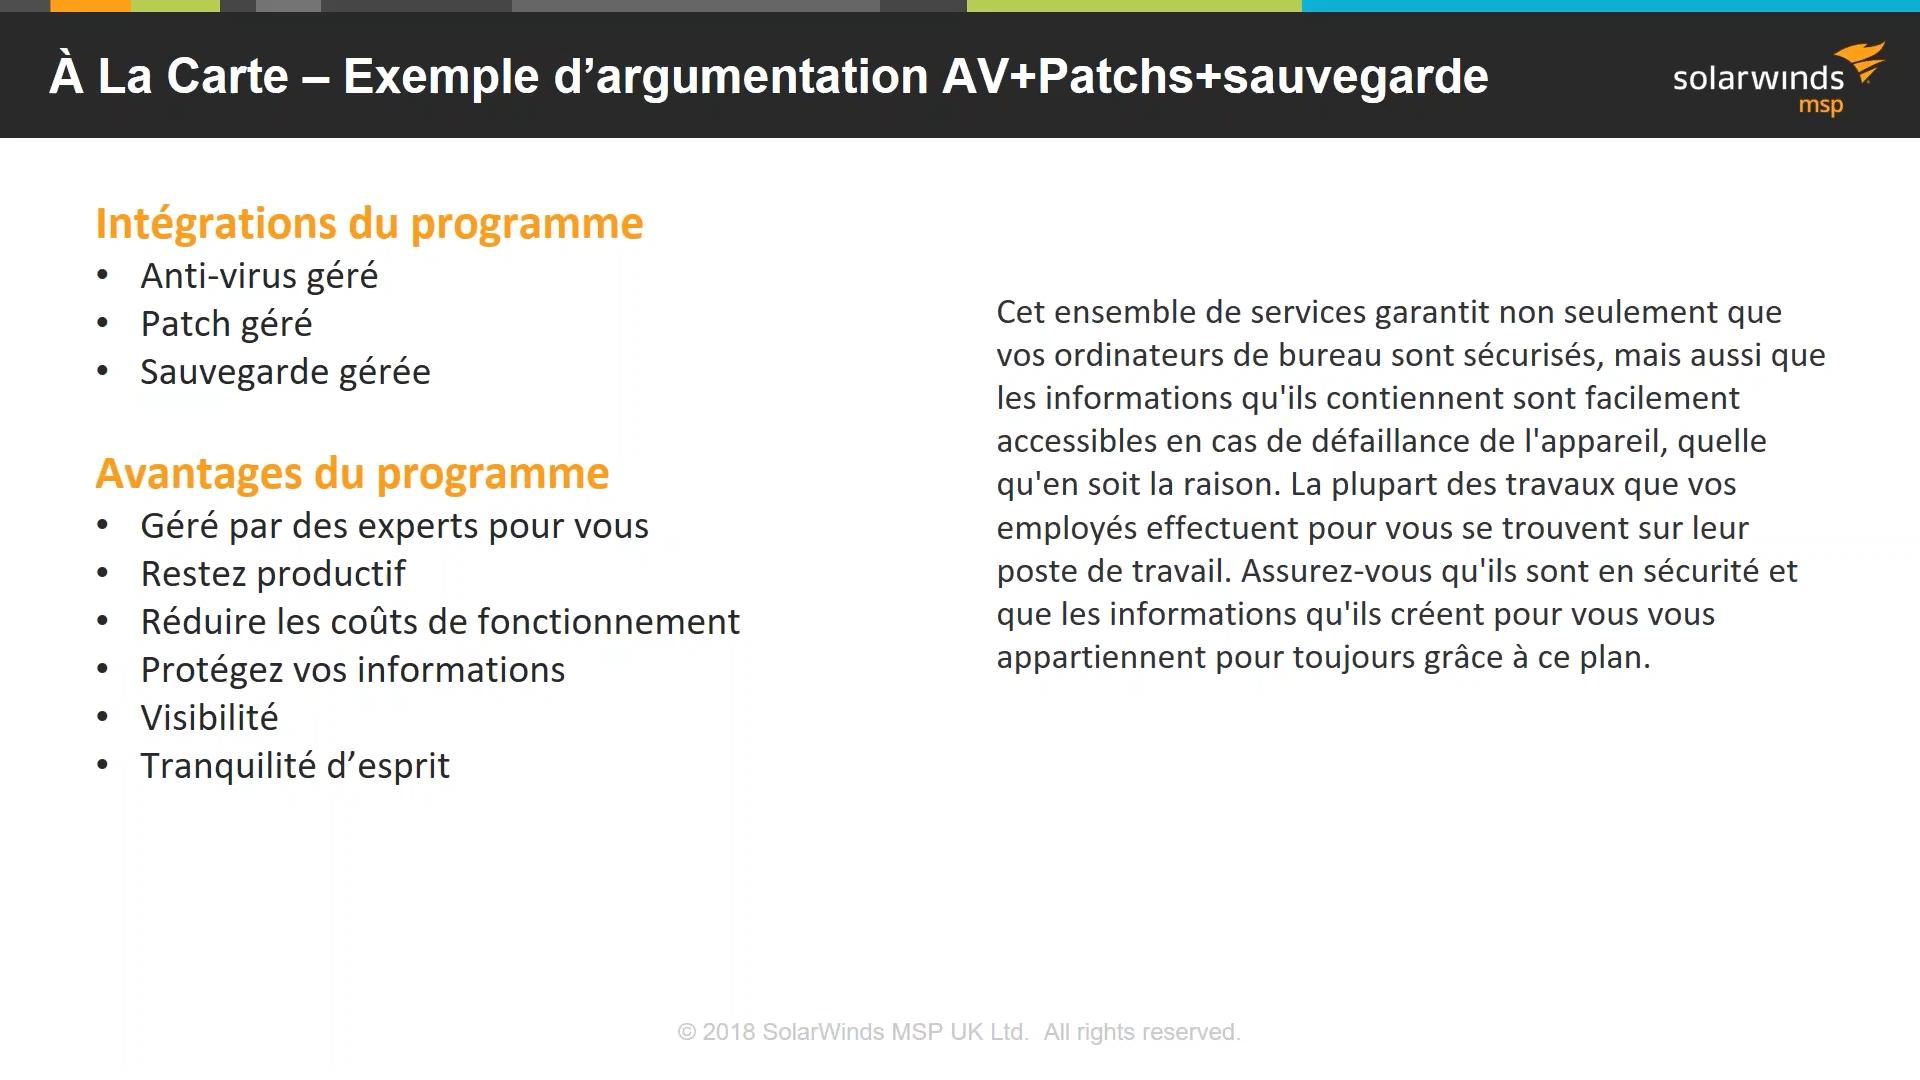 À La Carte – Exemple d’argumentation AV+Patchs+sauvegarde
solarwinds
msp
Intégrations du programme
• Anti-virus géré
• Patch géré
• Sauvegarde gérée
Avantages du programme
• Géré par des experts pour vous
• Restez productif
• Réduire les coûts de fonctionnement
• Protégez vos informations
• Visibilité
• Tranquilité d’esprit
Cet ensemble de services garantit non seulement que
vos ordinateurs de bureau sont sécurisés, mais aussi que
les informations qu'ils contiennent sont facilement
accessibles en cas de défaillance de l'appareil, quelle
qu'en soit la raison. La plupart des travaux que vos
employés effectuent pour vous se trouvent sur leur
poste de travail. Assurez-vous qu'ils sont en sécurité et
que les informations qu'ils créent pour vous vous
appartiennent pour toujours grâce à ce plan.
© 2018 SolarWinds MSP UK Ltd. All rights reserved.